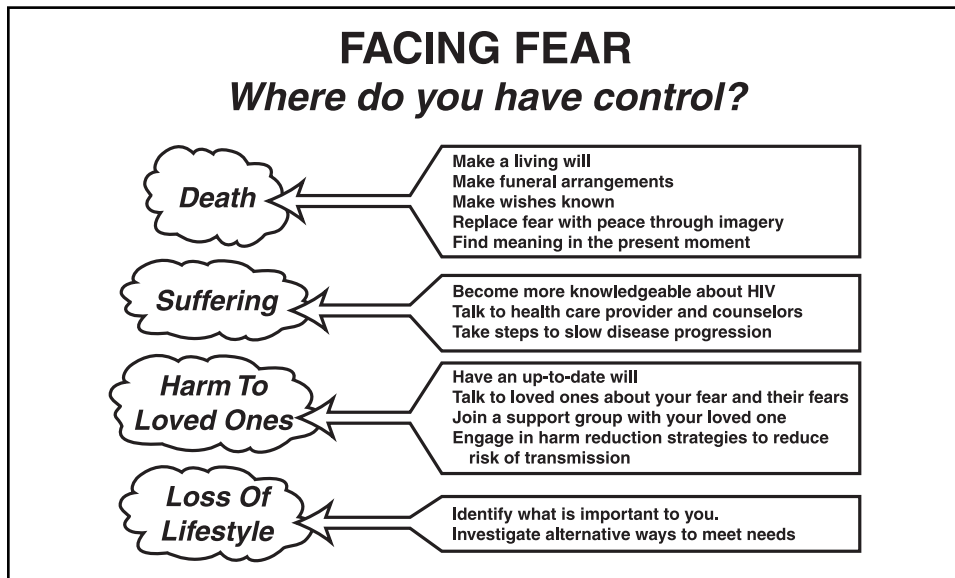 FACING FEAR
Where do you have control?
Death
Make a living will
Make funeral arrangements
Make wishes known
Replace fear with peace through imagery
Find meaning in the present moment
Suffering
Become more knowledgeable about HIV
Talk to health care provider and counselors
Take steps to slow disease progression
Harm To
Loved Ones
Have an up-to-date will
Talk to loved ones about your fear and their fears
Join a support group with your loved one
Engage in harm reduction strategies to reduce
risk of transmission
Loss Of
Lifestyle
Identify what is important to you.
Investigate alternative ways to meet needs